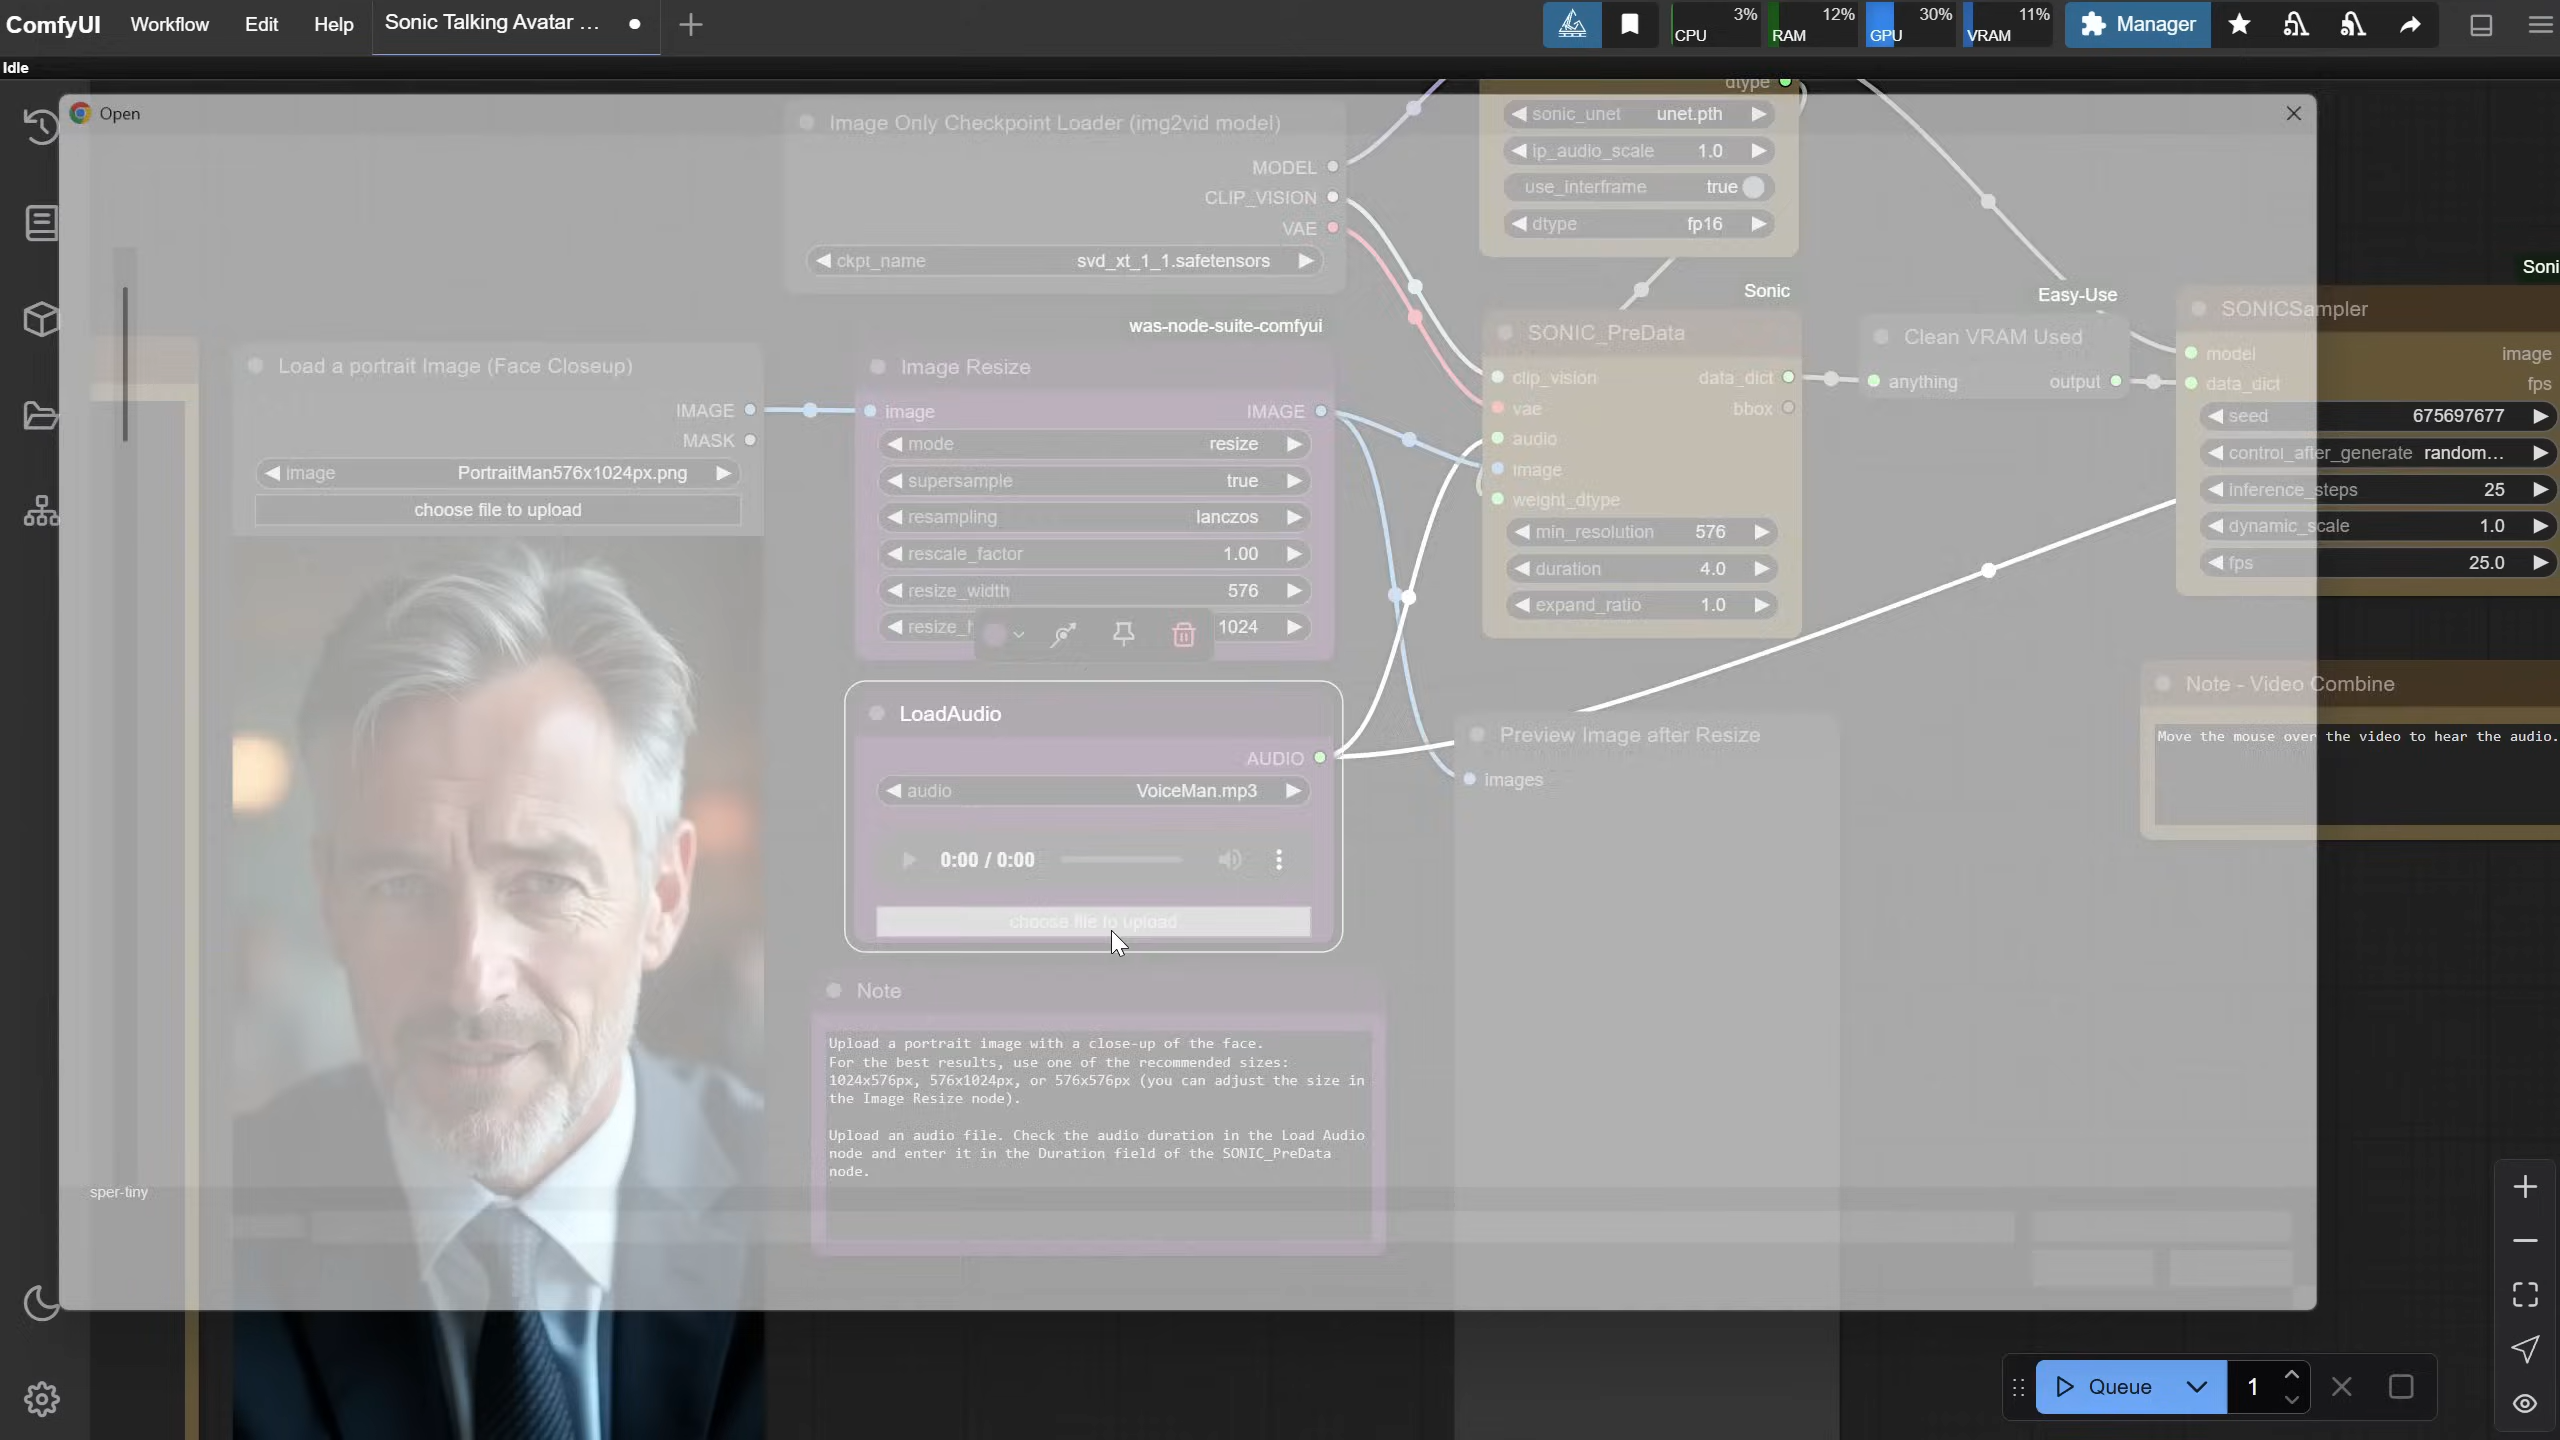 ComfyUI
Workflow
Edit
Help
Sonic Talking Avatar ...
CPU
3%
RAM
12%
GPU
30%
VRAM
11%
Manager
Idle
Open
Image Only Checkpoint Loader (img2vid model)
MODEL
CLIP_VISION
VAE
ckpt_name svd_xt_1_1.safetensors
dtype
sonic_unet unet.pth
ip_audio_scale 1.0
use_interframe true
dtype fp16
was-node-suite-comfyui
Load a portrait Image (Face Closeup)
IMAGE
MASK
image PortraitMan576x1024px.png
choose file to upload
Image Resize
image IMAGE
mode resize
supersample true
resampling lanczos
rescale_factor 1.00
resize_width 576
resize_h 1024
Sonic
SONIC_PreData
clip_vision data_dict
vae bbox
audio
image
weight_dtype
min_resolution 576
duration 4.0
expand_ratio 1.0
Easy-Use
Clean VRAM Used
anything output
Soni
SONICSampler
model image
data_dict fps
seed 675697677
control_after_generate random...
inference_steps 25
dynamic_scale 1.0
fps 25.0
LoadAudio
AUDIO
audio VoiceMan.mp3
0:00 / 0:00
choose file to upload
Preview Image after Resize
images
Note - Video Combine
Move the mouse over the video to hear the audio.
Note
Upload a portrait image with a close-up of the face.
For the best results, use one of the recommended sizes:
1024x576px, 576x1024px, or 576x576px (you can adjust the size in
the Image Resize node).
Upload an audio file. Check the audio duration in the Load Audio
node and enter it in the Duration field of the SONIC_PreData
node.
sper-tiny
Queue
1